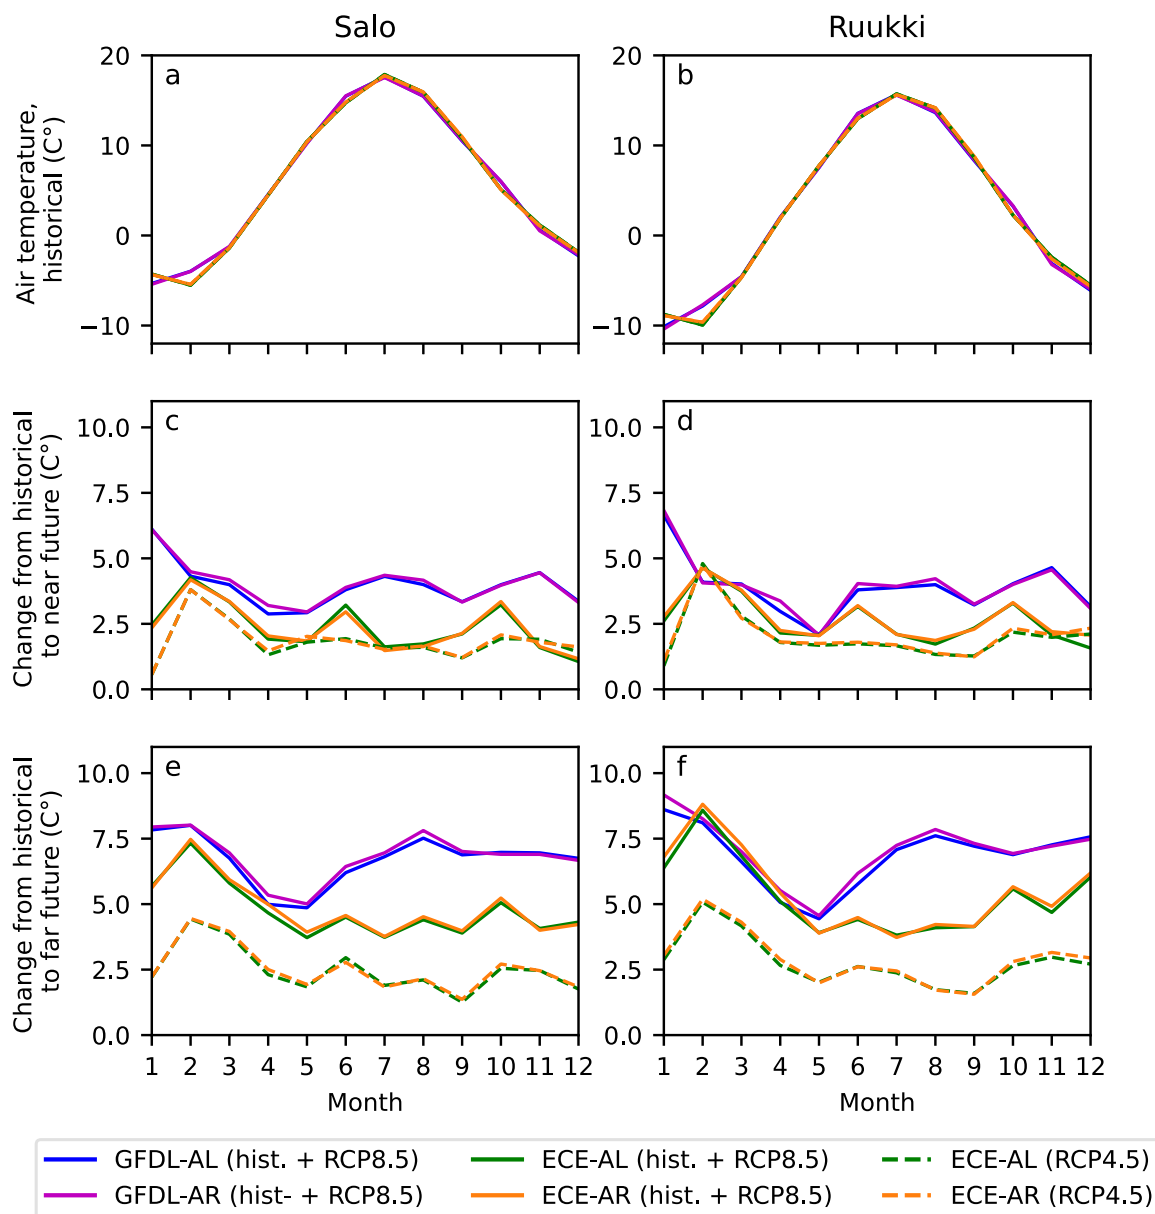 Salo
Ruukki
Air temperature,
historical (C°)
20
10
0
−10
a
20
10
0
−10
b
Change from historical
to near future (C°)
10.0
7.5
5.0
2.5
0.0
c
10.0
7.5
5.0
2.5
0.0
d
Change from historical
to far future (C°)
10.0
7.5
5.0
2.5
0.0
e
10.0
7.5
5.0
2.5
0.0
f
1 2 3 4 5 6 7 8 9 10 11 12
Month
1 2 3 4 5 6 7 8 9 10 11 12
Month
GFDL-AL (hist. + RCP8.5)
GFDL-AR (hist- + RCP8.5)
ECE-AL (hist. + RCP8.5)
ECE-AR (hist. + RCP8.5)
ECE-AL (RCP4.5)
ECE-AR (RCP4.5)